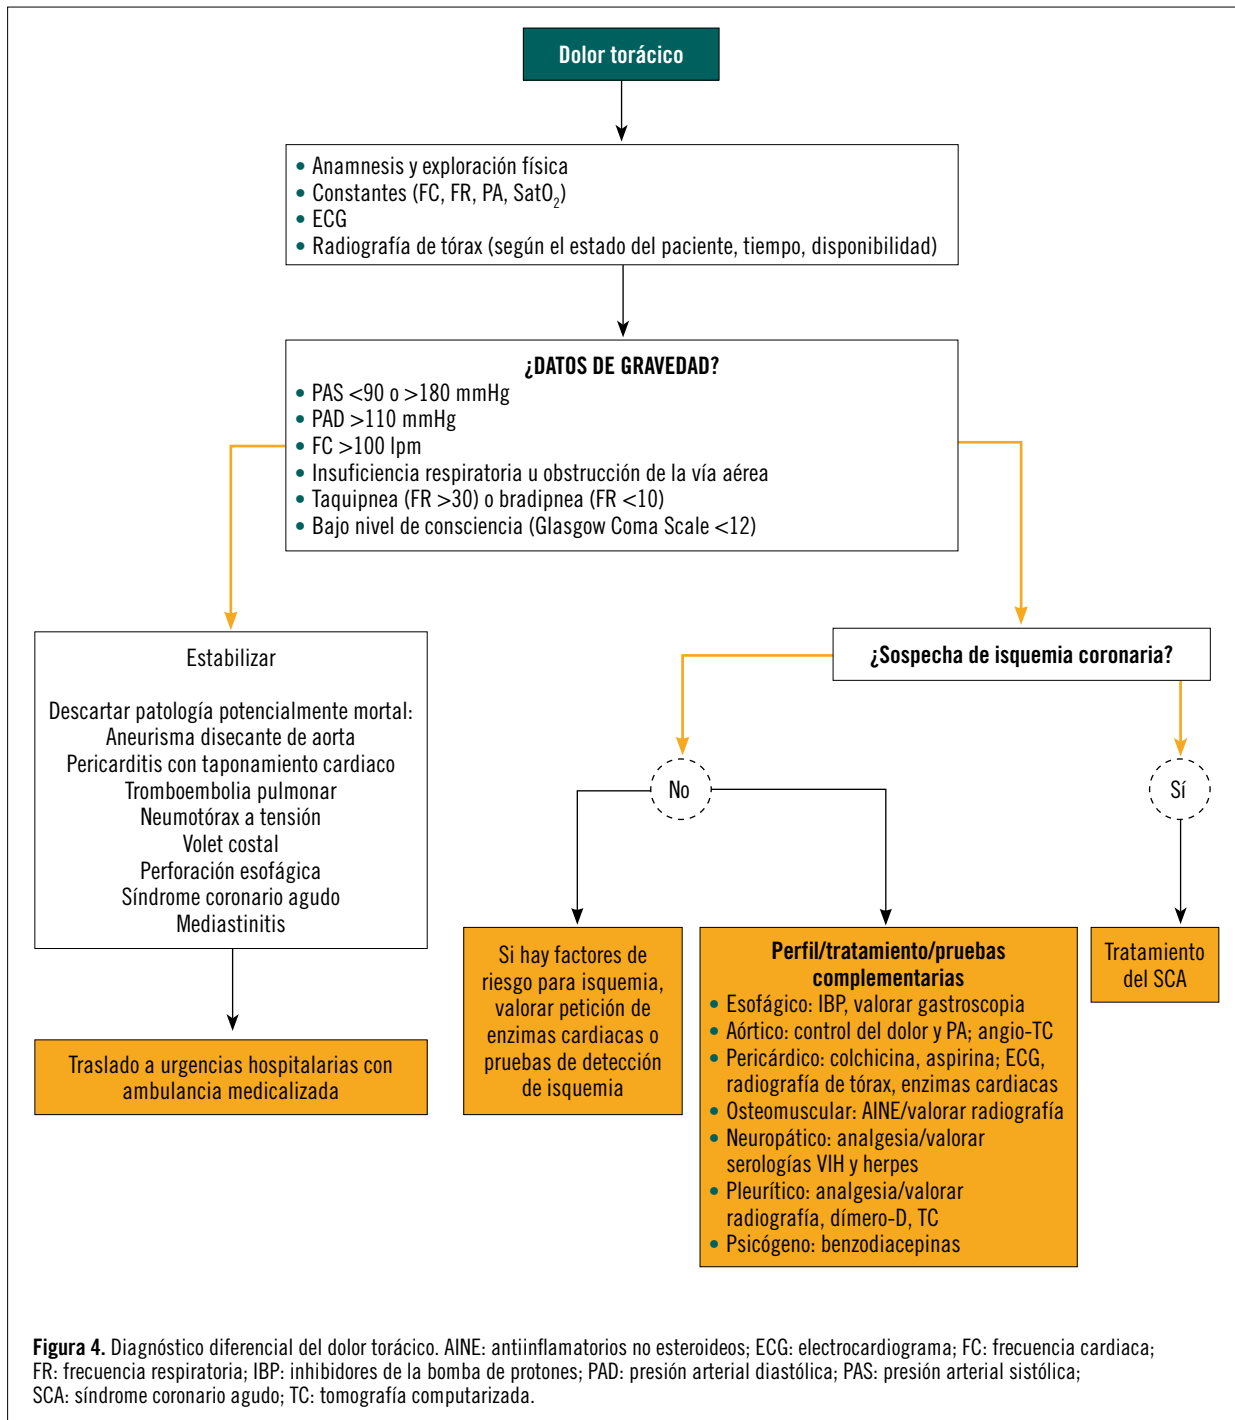 Dolor torácico
• Anamnesis y exploración física
• Constantes (FC, FR, PA, SatO₂)
• ECG
• Radiografía de tórax (según el estado del paciente, tiempo, disponibilidad)
¿DATOS DE GRAVEDAD?
• PAS <90 o >180 mmHg
• PAD >110 mmHg
• FC >100 lpm
• Insuficiencia respiratoria u obstrucción de la vía aérea
• Taquipnea (FR >30) o bradipnea (FR <10)
• Bajo nivel de consciencia (Glasgow Coma Scale <12)
Estabilizar
Descartar patología potencialmente mortal:
Aneurisma disecante de aorta
Pericarditis con taponamiento cardiaco
Tromboembolia pulmonar
Neumotórax a tensión
Volet costal
Perforación esofágica
Síndrome coronario agudo
Mediastinitis
Traslado a urgencias hospitalarias con
ambulancia medicalizada
¿Sospecha de isquemia coronaria?
No
Sí
Si hay factores de
riesgo para isquemia,
valorar petición de
enzimas cardiacas o
pruebas de detección
de isquemia
Perfil/tratamiento/pruebas
complementarias
• Esofágico: IBP, valorar gastroscopia
• Aórtico: control del dolor y PA; angio-TC
• Pericárdico: colchicina, aspirina; ECG,
radiografía de tórax, enzimas cardiacas
• Osteomuscular: AINE/valorar radiografía
• Neuropático: analgesia/valorar
serologías VIH y herpes
• Pleurítico: analgesia/valorar
radiografía, dímero-D, TC
• Psicógeno: benzodiacepinas
Tratamiento
del SCA
Figura 4. Diagnóstico diferencial del dolor torácico. AINE: antiinflamatorios no esteroideos; ECG: electrocardiograma; FC: frecuencia cardiaca;
FR: frecuencia respiratoria; IBP: inhibidores de la bomba de protones; PAD: presión arterial diastólica; PAS: presión arterial sistólica;
SCA: síndrome coronario agudo; TC: tomografía computarizada.